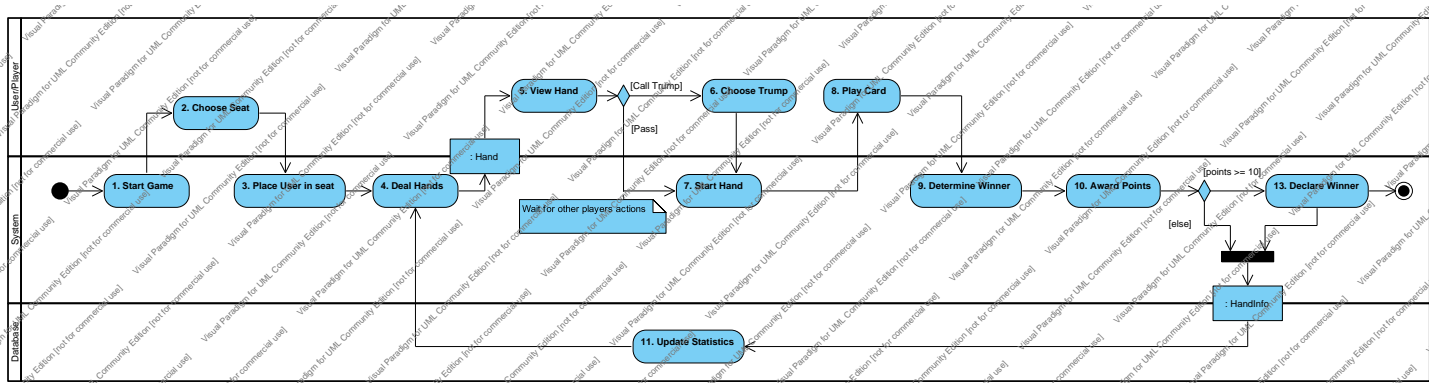 User/Player
2. Choose Seat
5. View Hand
[Call Trump]
6. Choose Trump
8. Play Card
[Pass]
: Hand
System
1. Start Game
3. Place User in seat
4. Deal Hands
7. Start Hand
Wait for other players actions
9. Determine Winner
10. Award Points
[points >= 10]
13. Declare Winner
[else]
Database
: HandInfo
11. Update Statistics
Visual Paradigm for UML Community Edition [not for commercial use]